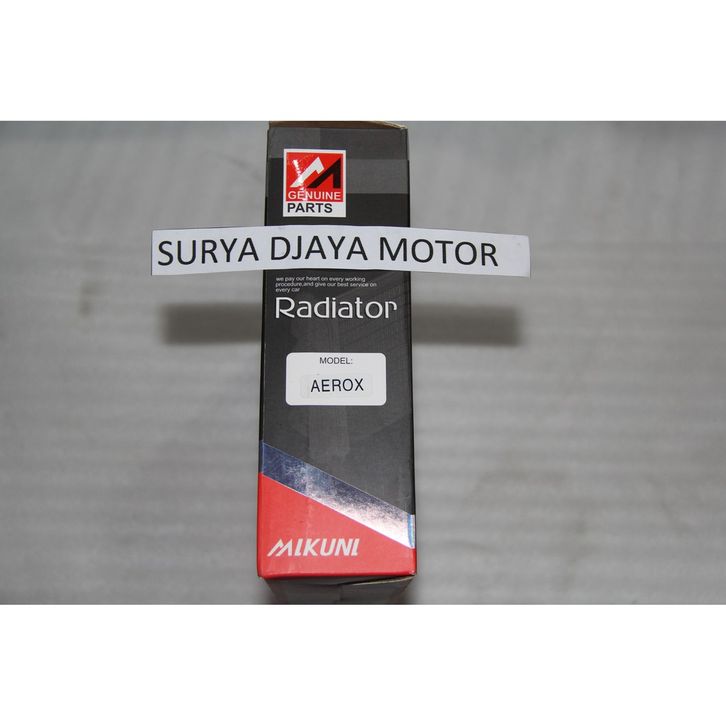 GENUINE
PARTS
SURYA DJAYA MOTOR
we pay our heart on every working
procedure,and give our best service on
every car
Radiator
MODEL:
AEROX
MIKUNI